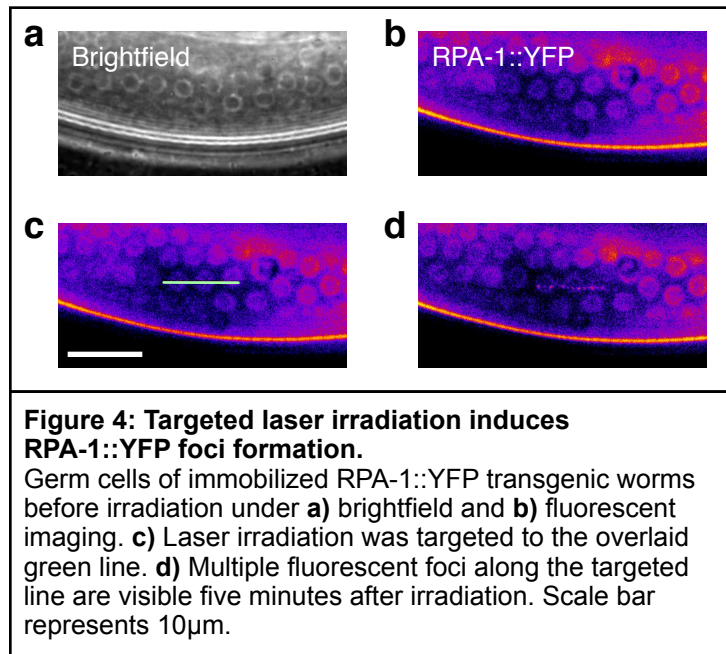 a
Brightfield
b
RPA-1::YFP
c
d
Figure 4: Targeted laser irradiation induces
RPA-1::YFP foci formation.
Germ cells of immobilized RPA-1::YFP transgenic worms
before irradiation under a) brightfield and b) fluorescent
imaging. c) Laser irradiation was targeted to the overlaid
green line. d) Multiple fluorescent foci along the targeted
line are visible five minutes after irradiation. Scale bar
represents 10μm.